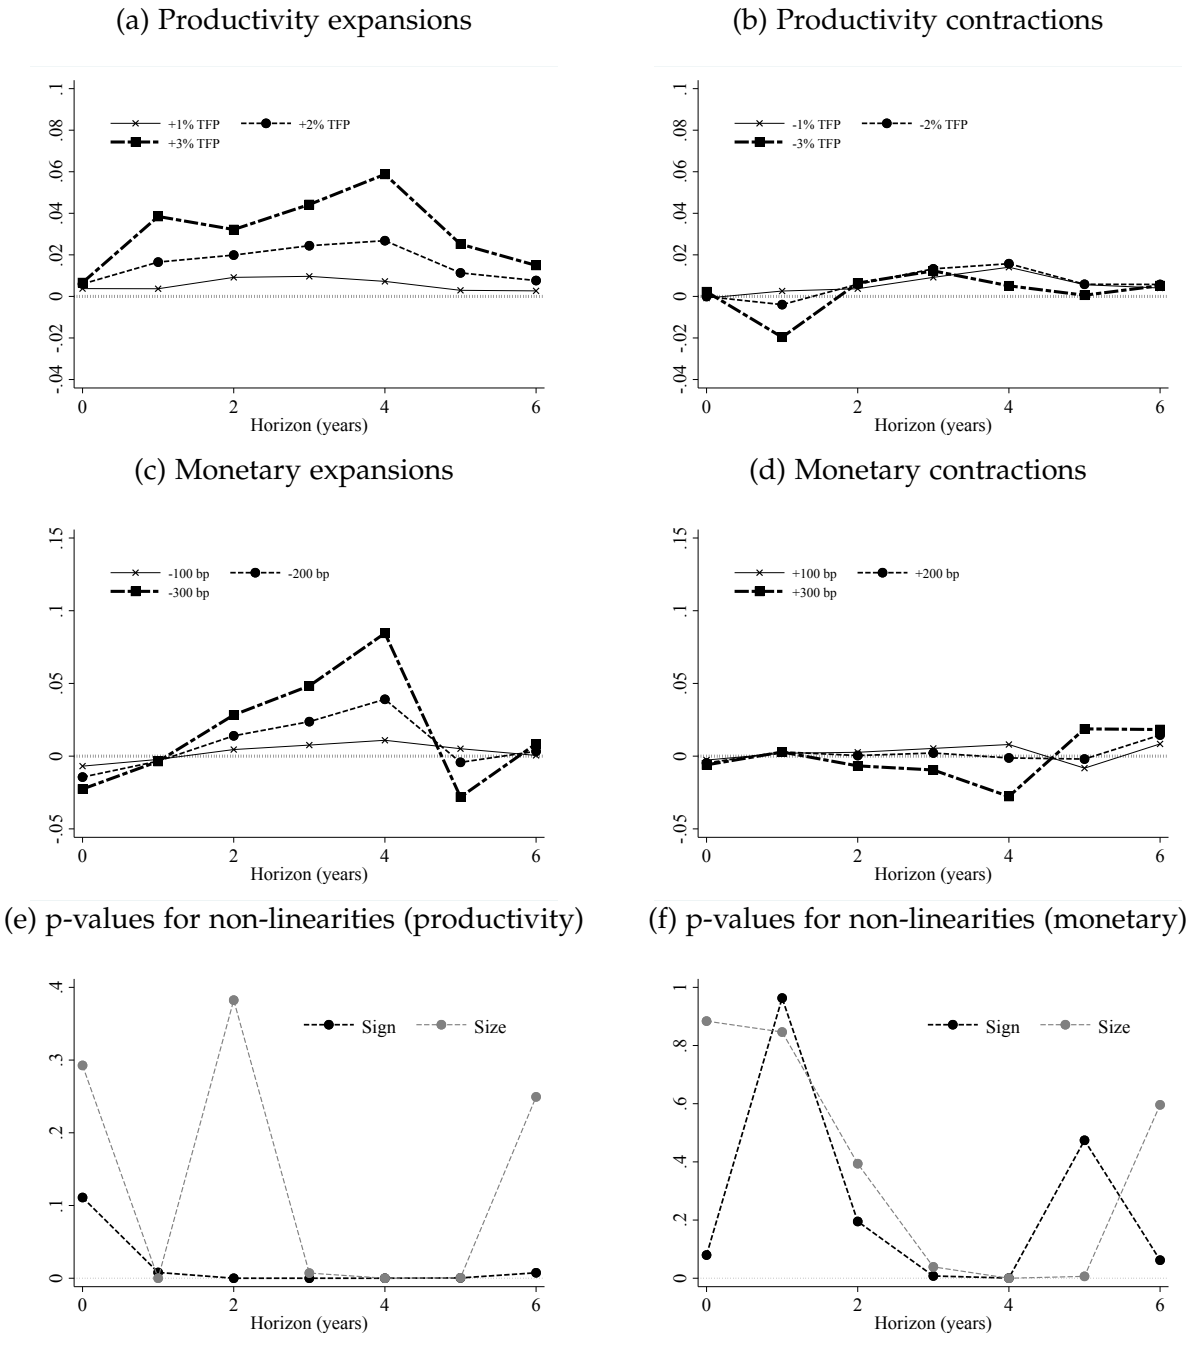 (a) Productivity expansions
(b) Productivity contractions
.1
.08
.06
.04
.02
0
-.02
-.04
+1% TFP
+2% TFP
+3% TFP
0 2 4 6
Horizon (years)
.1
.08
.06
.04
.02
0
-.02
-.04
-1% TFP
-2% TFP
-3% TFP
0 2 4 6
Horizon (years)
(c) Monetary expansions
(d) Monetary contractions
.15
.1
.05
0
-.05
-100 bp
-200 bp
-300 bp
0 2 4 6
Horizon (years)
.15
.1
.05
0
-.05
+100 bp
+200 bp
+300 bp
0 2 4 6
Horizon (years)
(e) p-values for non-linearities (productivity)
(f) p-values for non-linearities (monetary)
.4
.3
.2
.1
0
Sign
Size
0 2 4 6
Horizon (years)
1
.8
.6
.4
.2
0
Sign
Size
0 2 4 6
Horizon (years)